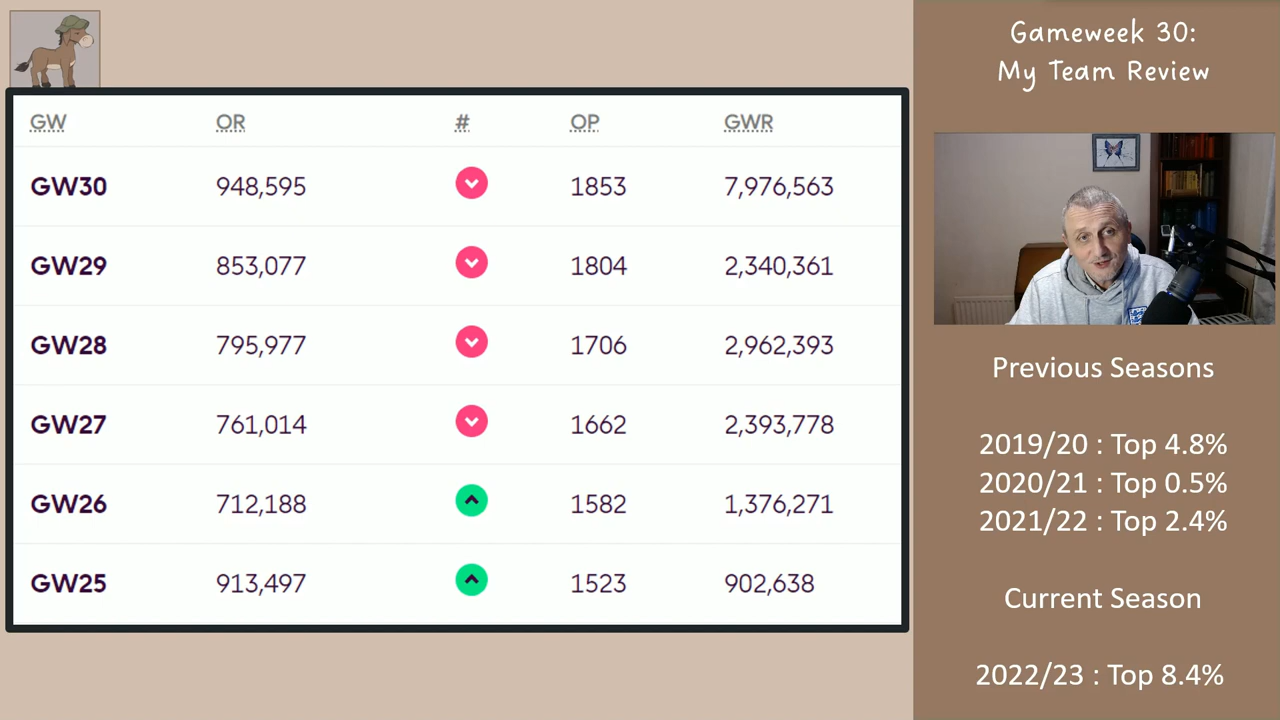 GW OR # OP GWR
GW30 948,595 1853 7,976,563
GW29 853,077 1804 2,340,361
GW28 795,977 1706 2,962,393
GW27 761,014 1662 2,393,778
GW26 712,188 1582 1,376,271
GW25 913,497 1523 902,638
Gameweek 30:
My Team Review
Previous Seasons
2019/20 : Top 4.8%
2020/21 : Top 0.5%
2021/22 : Top 2.4%
Current Season
2022/23 : Top 8.4%